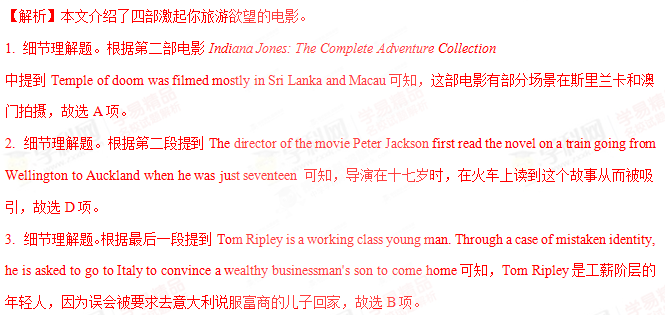 【解析】本文介绍了四部激起你旅游欲望的电影。
1. 细节理解题。根据第二部电影 Indiana Jones: The Complete Adventure Collection
中提到 Temple of doom was filmed mostly in Sri Lanka and Macau 可知，这部电影有部分场景在斯里兰卡和澳
门拍摄，故选 A 项。
2. 细节理解题。根据第二段提到 The director of the movie Peter Jackson first read the novel on a train going from
Wellington to Auckland when he was just seventeen 可知，导演在十七岁时，在火车上读到这个故事从而被吸
引，故选 D 项。
3. 细节理解题。根据最后一段提到 Tom Ripley is a working class young man. Through a case of mistaken identity,
he is asked to go to Italy to convince a wealthy businessman's son to come home 可知，Tom Ripley 是工薪阶层的
年轻人，因为误会被要求去意大利说服富商的儿子回家，故选 B 项。